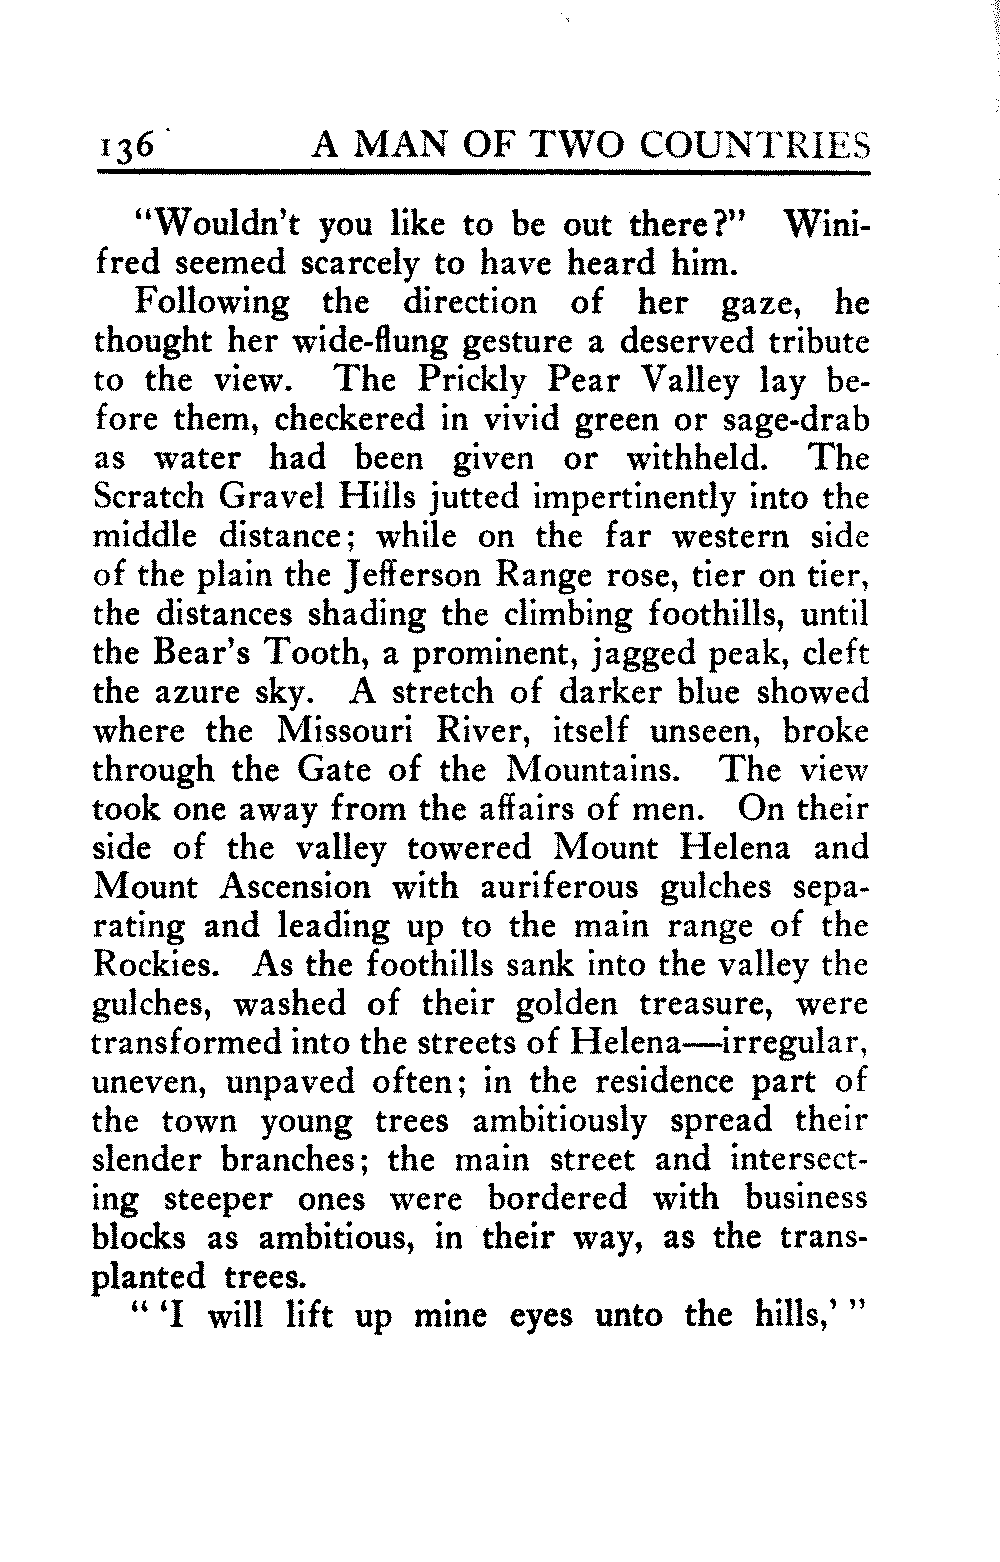 136 A MAN OF TWO COUNTRIES
"Wouldn't you like to be out there?" Wini-
fred seemed scarcely to have heard him.
Following the direction of her gaze, he
thought her wide-flung gesture a deserved tribute
to the view. The Prickly Pear Valley lay be-
fore them, checkered in vivid green or sage-drab
as water had been given or withheld. The
Scratch Gravel Hills jutted impertinently into the
middle distance; while on the far western side
of the plain the Jefferson Range rose, tier on tier,
the distances shading the climbing foothills, until
the Bear's Tooth, a prominent, jagged peak, cleft
the azure sky. A stretch of darker blue showed
where the Missouri River, itself unseen, broke
through the Gate of the Mountains. The view
took one away from the affairs of men. On their
side of the valley towered Mount Helena and
Mount Ascension with auriferous gulches sepa-
rating and leading up to the main range of the
Rockies. As the foothills sank into the valley the
gulches, washed of their golden treasure, were
transformed into the streets of Helena—irregular,
uneven, unpaved often; in the residence part of
the town young trees ambitiously spread their
slender branches; the main street and intersect-
ing steeper ones were bordered with business
blocks as ambitious, in their way, as the trans-
planted trees.
" 'I will lift up mine eyes unto the hills,' "